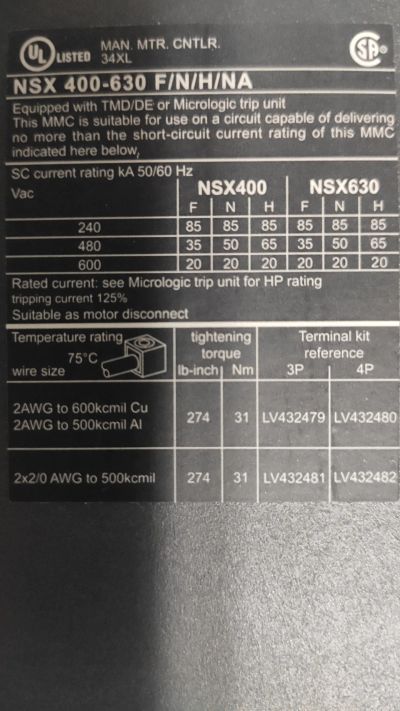 UL LISTED MAN. MTR. CNTLR. 34XL SA
NSX 400-630 F/N/H/NA
Equipped with TMD/DE or Micrologic trip unit
This MMC is suitable for use on a circuit capable of delivering
no more than the short-circuit current rating of this MMC
indicated here below,
SC current rating kA 50/60 Hz
Vac NSX400 NSX630
F N H F N H
240 85 85 85 85 85 85
480 35 50 65 35 50 65
600 20 20 20 20 20 20
Rated current: see Micrologic trip unit for HP rating
tripping current 125%
Suitable as motor disconnect
Temperature rating tightening Terminal kit
75°C torque reference
wire size lb-inch Nm 3P 4P
2AWG to 600kcmil Cu
2AWG to 500kcmil Al 274 31 LV432479 LV432480
2x2/0 AWG to 500kcmil 274 31 LV432481 LV432482